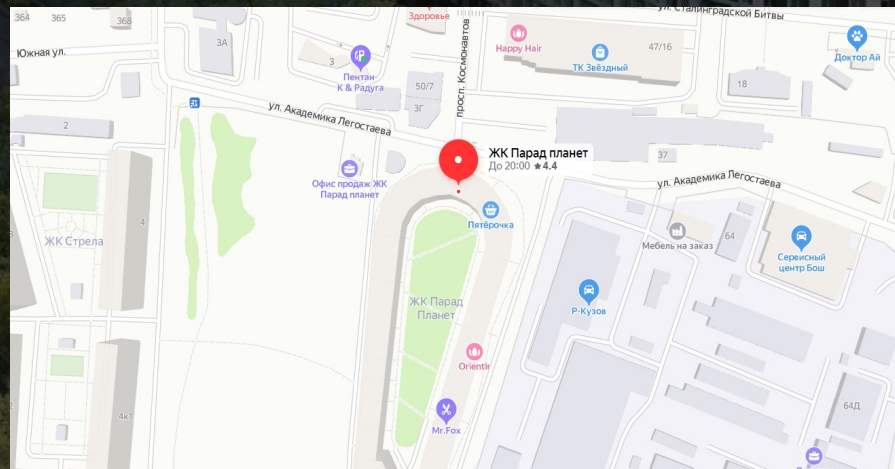 364
365
368
Здоровье
ул. Сталинградской Битвы
Южная ул.
3А
3
Пентан-
К & Радуга
50/7
3Г
просп. Космонавтов
Happy Hair
ТК Звёздный
47/16
Доктор Ай
18
2
ул. Академика Легостаева
ЖК Парад планет
До 20:00 ★4.4
37
ул. Академика Легостаева
Офис продаж ЖК
Парад планет
Пятёрочка
4
ЖК Стрела
3
Мебель на заказ
64
Сервисный
центр Бош
ЖК Парад
Планет
Р-Кузов
Orientir
4к1
Mr.Fox
64Д